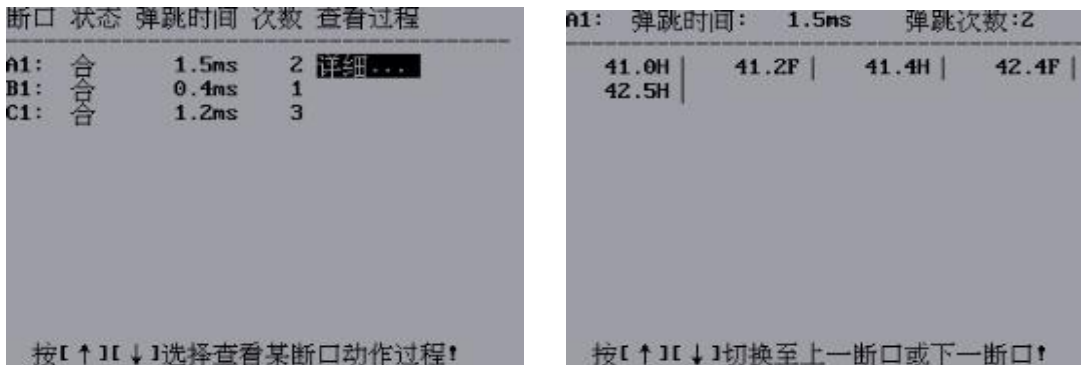 断口 状态 弹跳时间 次数 查看过程
A1: 合 1.5ms 2 详细...
B1: 合 0.4ms 1
C1: 合 1.2ms 3
按[↑][↓]选择查看某断口动作过程!
A1: 弹跳时间: 1.5ms 弹跳次数:2
41.0H | 41.2F | 41.4H | 42.4F |
42.5H |
按[↑][↓]切换至上一断口或下一断口!